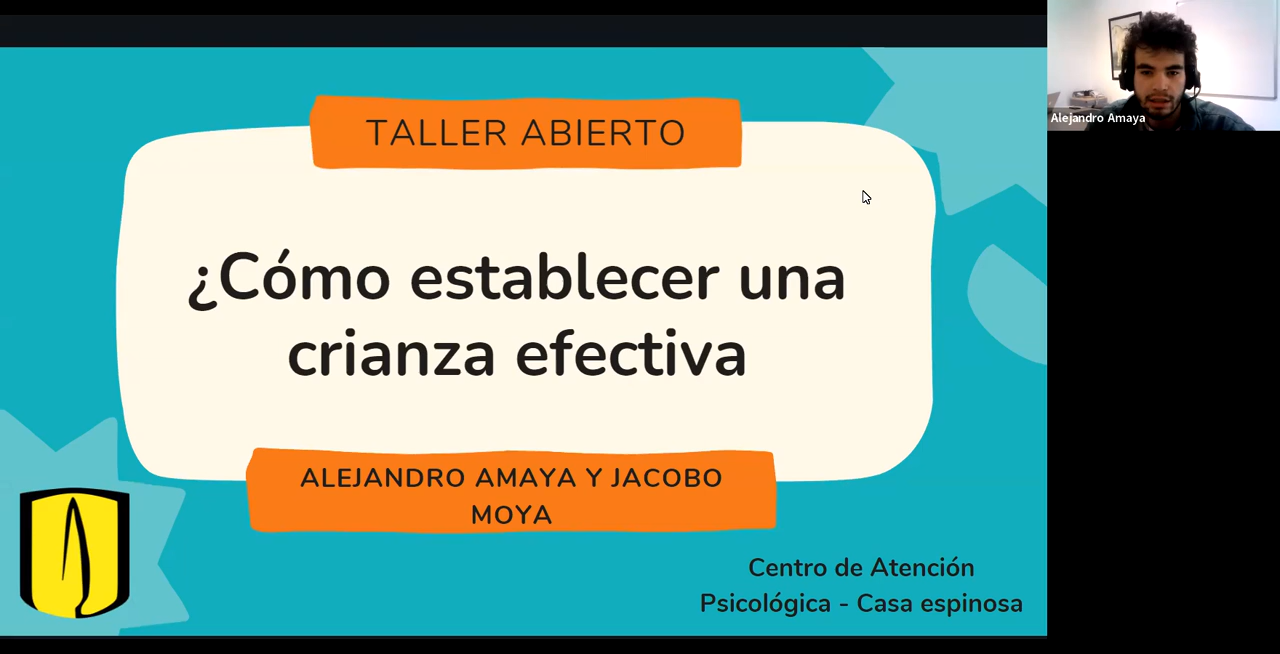 TALLER ABIERTO
¿Cómo establecer una
crianza efectiva
ALEJANDRO AMAYA Y JACOBO
MOYA
Centro de Atención
Psicológica - Casa espinosa
Alejandro Amaya